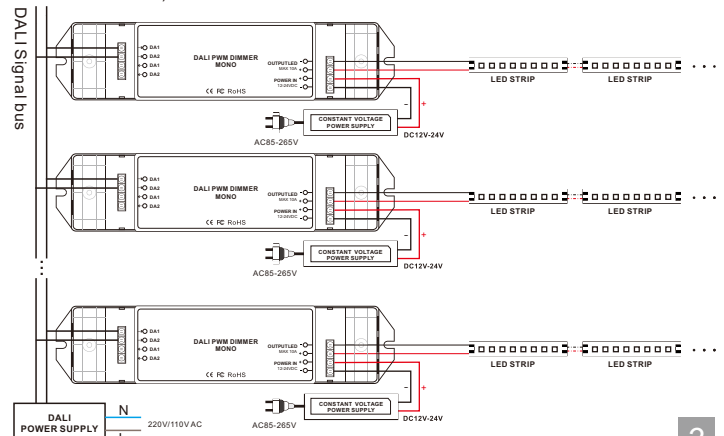 DALI Signal bus
DA1
DA2
DA1
DA2
DALI PWM DIMMER
MONO
CE FC RoHS
OUTPUT LED -
MAX 10A +
POWER IN +
12-24VDC -
LED STRIP
LED STRIP
- +
CONSTANT VOLTAGE
POWER SUPPLY
AC85-265V
DC12V-24V
DA1
DA2
DA1
DA2
DALI PWM DIMMER
MONO
CE FC RoHS
OUTPUT LED -
MAX 10A +
POWER IN +
12-24VDC -
LED STRIP
LED STRIP
- +
CONSTANT VOLTAGE
POWER SUPPLY
AC85-265V
DC12V-24V
DA1
DA2
DA1
DA2
DALI PWM DIMMER
MONO
CE FC RoHS
OUTPUT LED -
MAX 10A +
POWER IN +
12-24VDC -
LED STRIP
LED STRIP
- +
CONSTANT VOLTAGE
POWER SUPPLY
AC85-265V
DC12V-24V
DALI
POWER SUPPLY
N
220V/110V AC